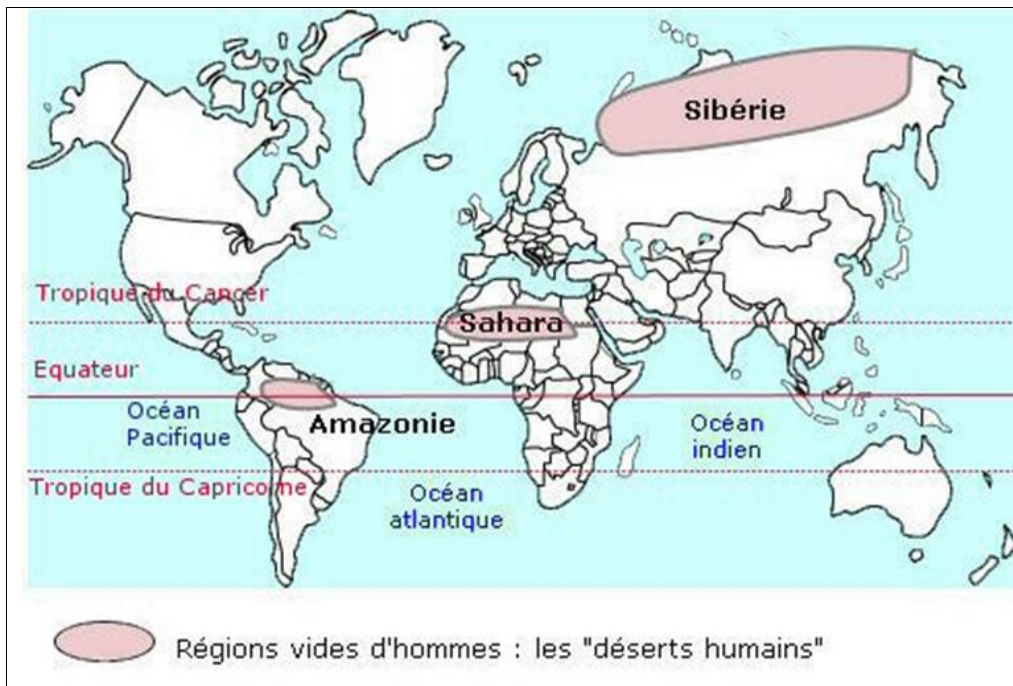 Sibérie
Tropique du Cancer
Sahara
Equateur
Océan
Pacifique
Amazonie
Océan
indien
Tropique du Capricorne
Océan
atlantique
Régions vides d'hommes : les "déserts humains"